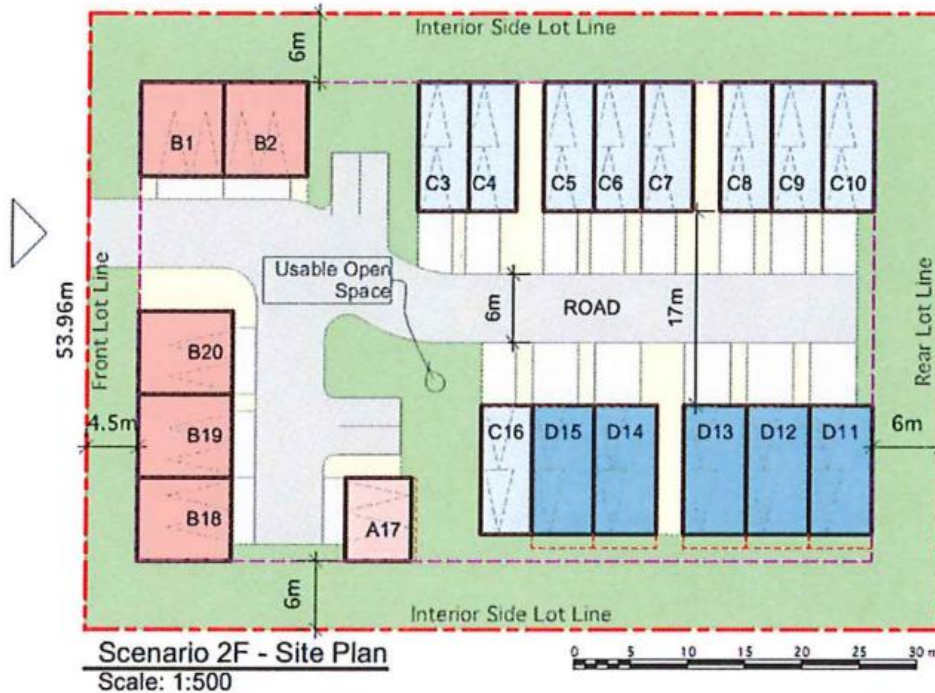 Interior Side Lot Line
6m
B1
B2
C3
C4
C5
C6
C7
C8
C9
C10
Usable Open
Space
53.96m
Front Lot Line
6m
ROAD
17m
Rear Lot Line
B20
B19
B18
4.5m
A17
C16
D15
D14
D13
D12
D11
6m
6m
Interior Side Lot Line
Scenario 2F - Site Plan
Scale: 1:500
0 5 10 15 20 25 30 m